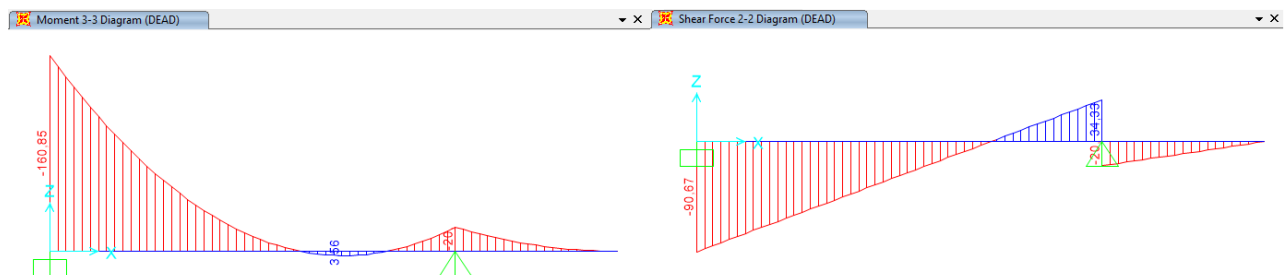 Moment 3-3 Diagram (DEAD)
-160,85
Z
X
3,56
-20
Shear Force 2-2 Diagram (DEAD)
Z
X
-90,67
34,33
-20